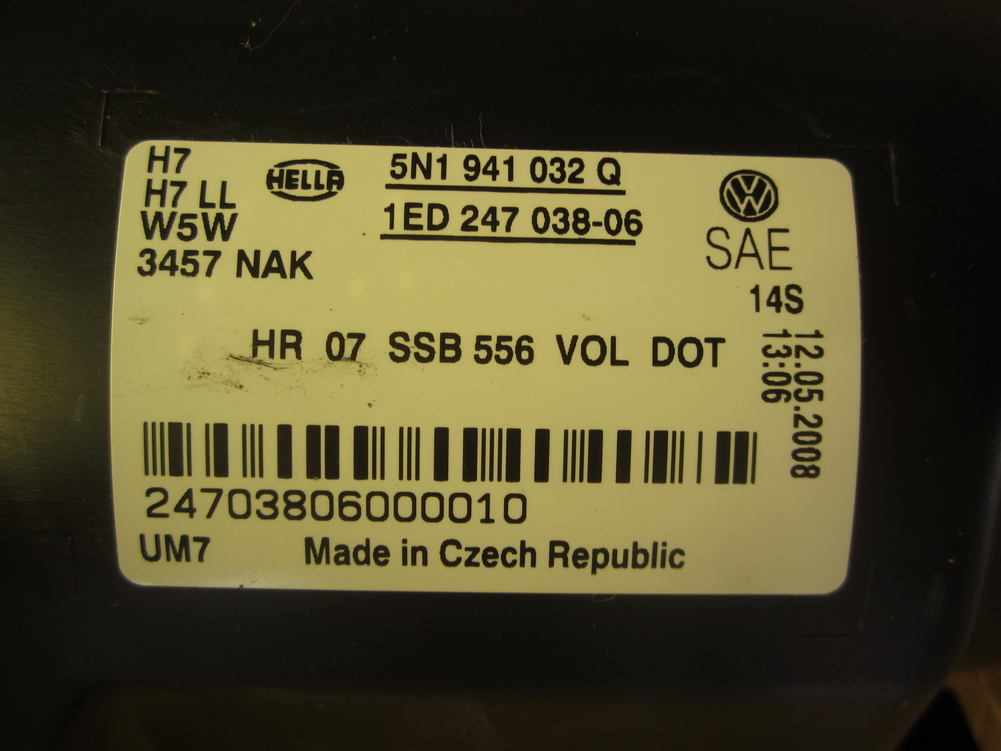 H7
H7 LL
W5W
3457 NAK
HELLA
5N1 941 032 Q
1ED 247 038-06
VW
SAE
14S
12.05.2008
13:06
HR 07 SSB 556 VOL DOT
24703806000010
UM7 Made in Czech Republic